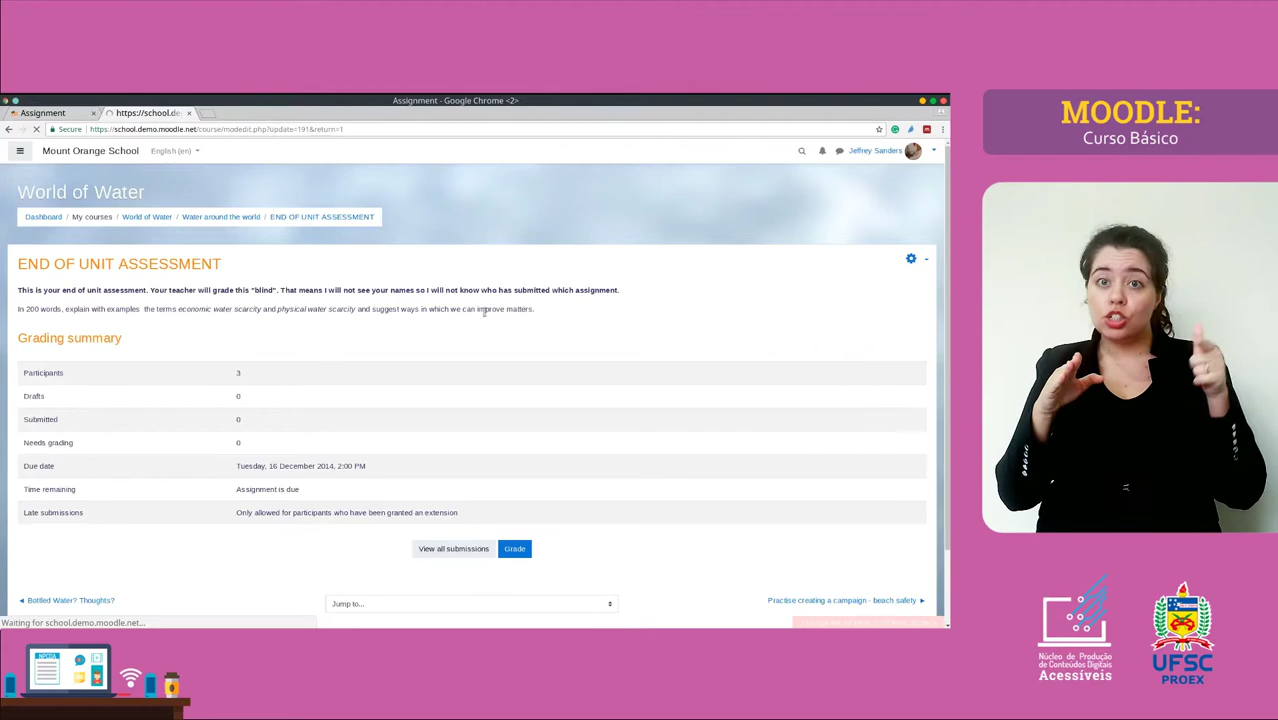 Assignment - Google Chrome <2>
Assignment
https://school.de
Secure
https://school.demo.moodle.net/course/modedit.php?update=191&return=1
Mount Orange School
English (en)
Jeffrey Sanders
World of Water
Dashboard / My courses / World of Water / Water around the world / END OF UNIT ASSESSMENT
END OF UNIT ASSESSMENT
This is your end of unit assessment. Your teacher will grade this "blind". That means I will not see your names so I will not know who has submitted which assignment.
In 200 words, explain with examples the terms economic water scarcity and physical water scarcity and suggest ways in which we can improve matters.
Grading summary
Participants 3
Drafts 0
Submitted 0
Needs grading 0
Due date Tuesday, 16 December 2014, 2:00 PM
Time remaining Assignment is due
Late submissions Only allowed for participants who have been granted an extension
View all submissions Grade
◄ Bottled Water? Thoughts?
Jump to...
Practise creating a campaign - beach safety ►
Waiting for school.demo.moodle.net...
MOODLE:
Curso Básico
NPCDA
Núcleo de Produção
de Conteúdos Digitais
Acessíveis
UFSC
PROEX